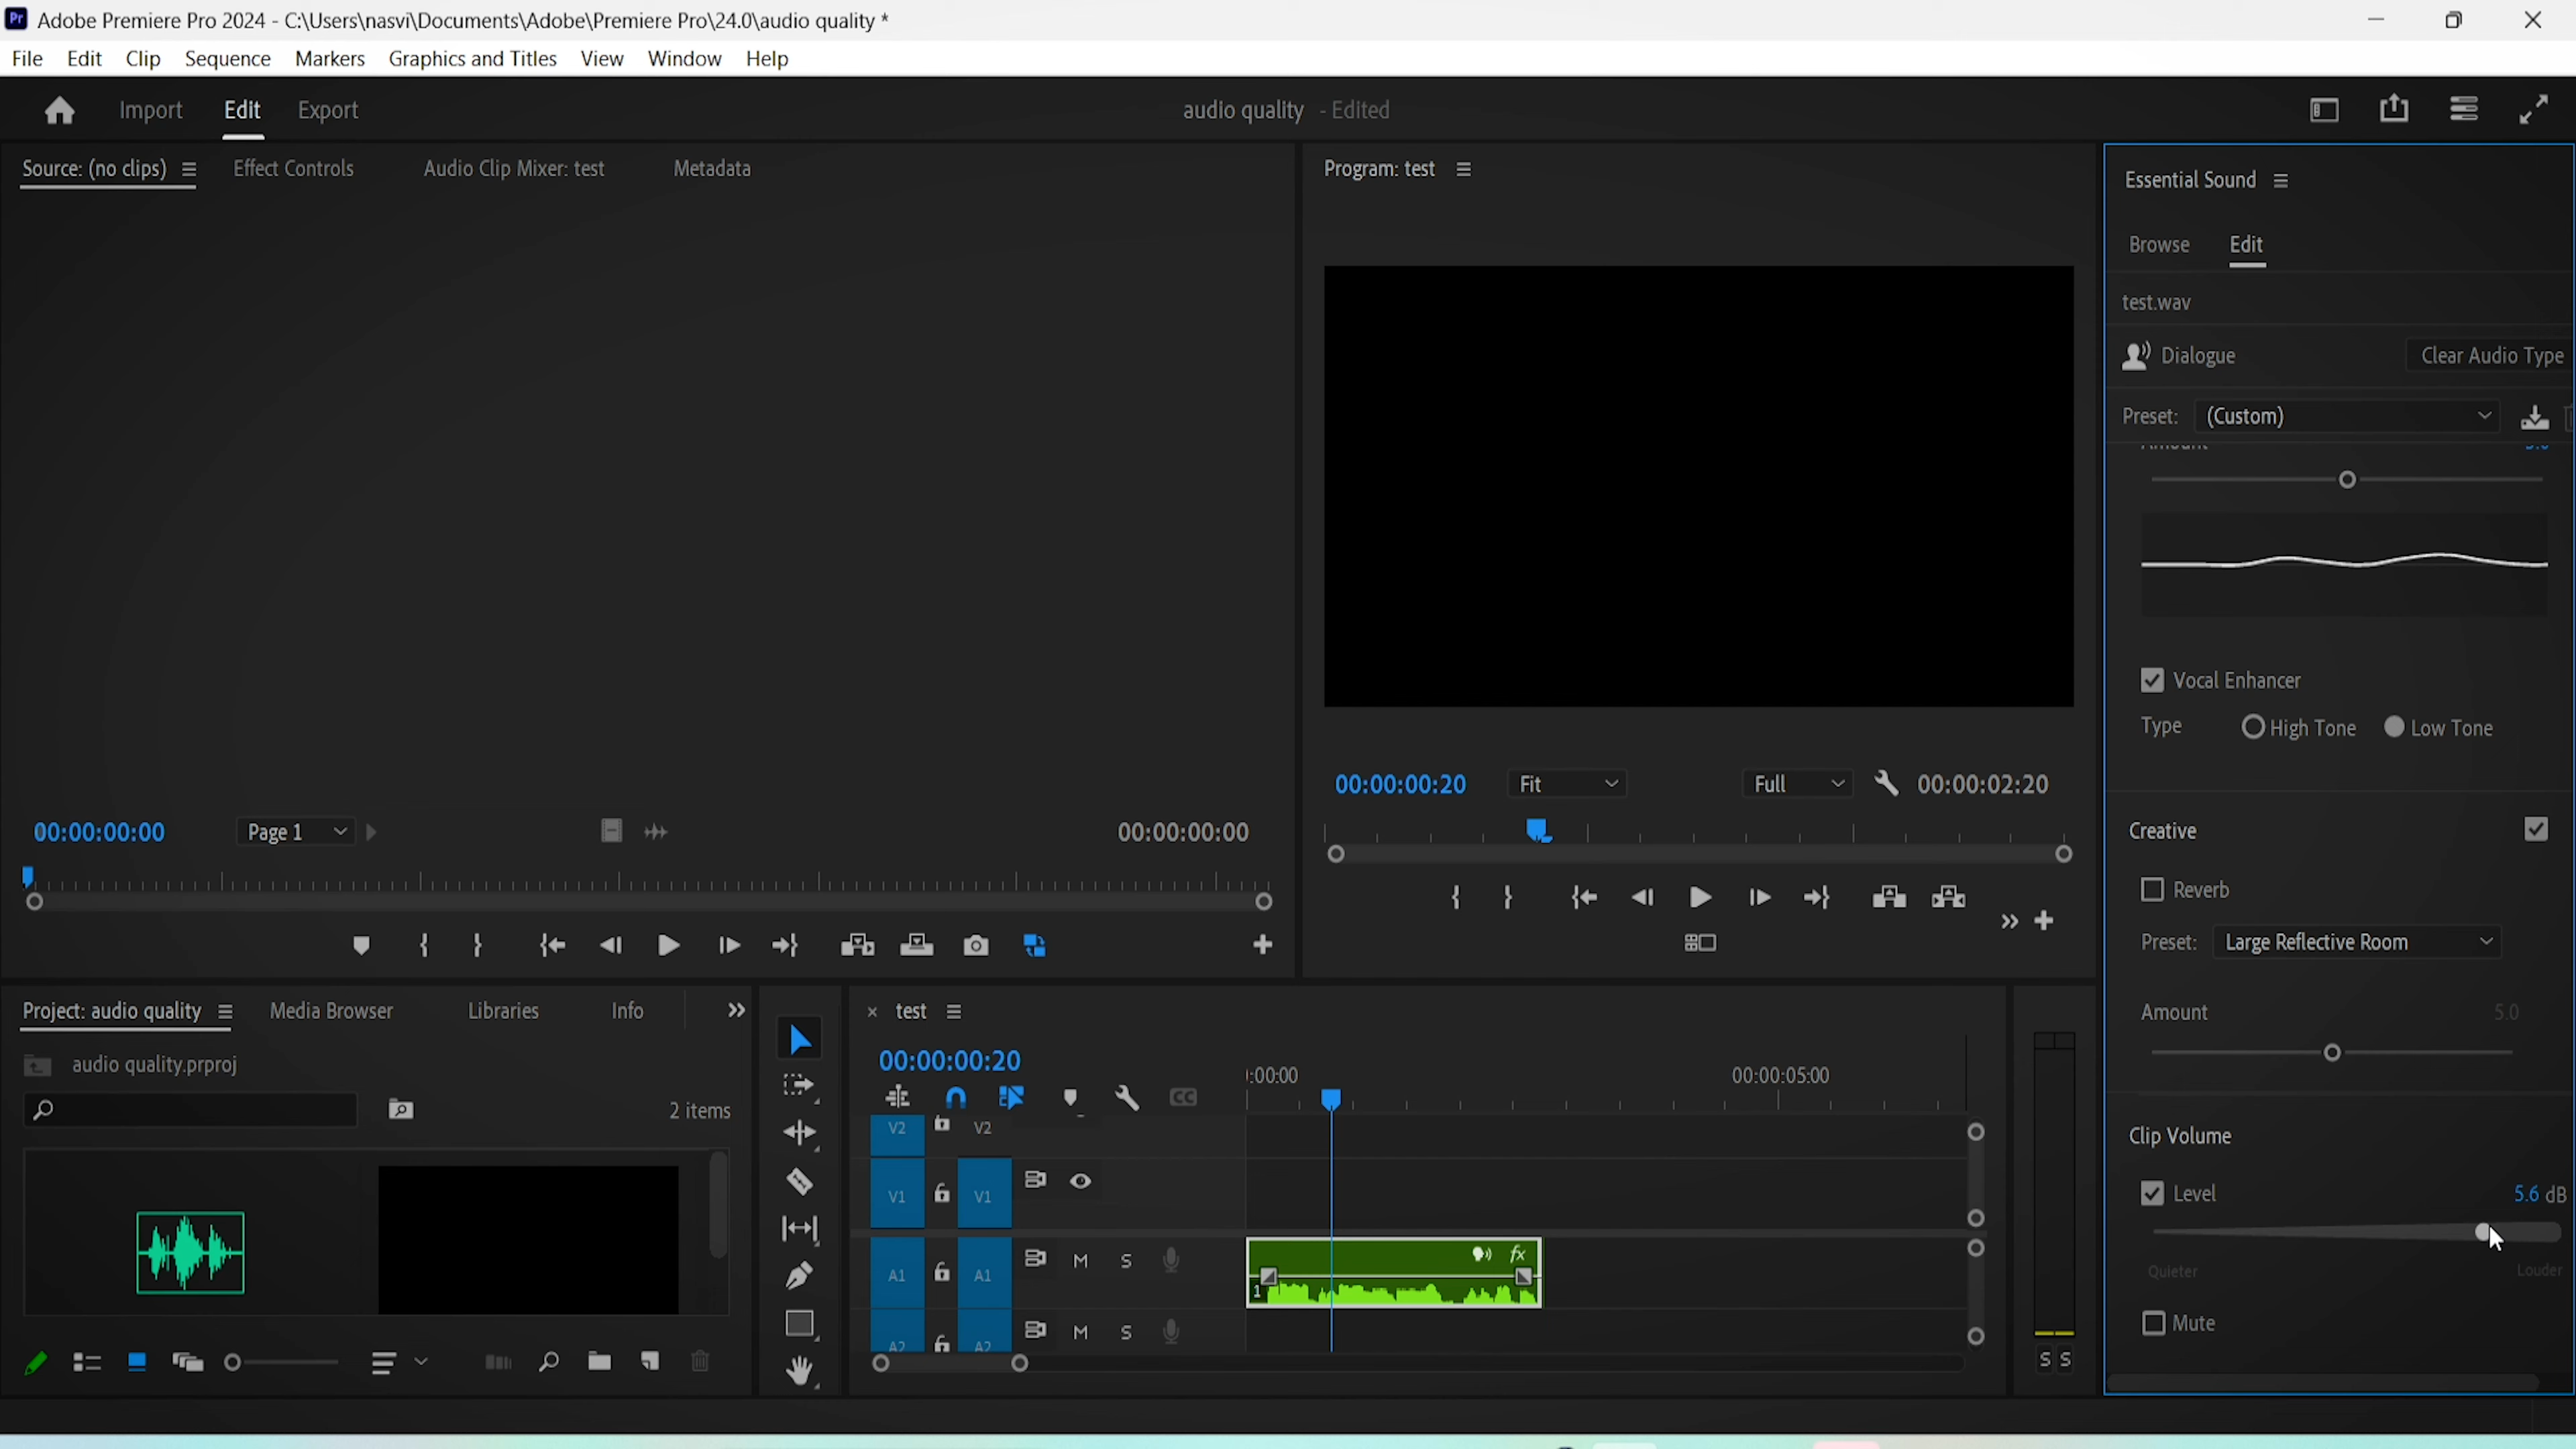 Adobe Premiere Pro 2024 - C:\Users\nasvi\Documents\Adobe\Premiere Pro\24.0\audio quality *
File Edit Clip Sequence Markers Graphics and Titles View Window Help
Import Edit Export audio quality - Edited
Source: (no clips) Effect Controls Audio Clip Mixer: test Metadata
Program: test
Essential Sound
Browse Edit
test.wav
Dialogue Clear Audio Type
Preset: (Custom)
Vocal Enhancer
Type High Tone Low Tone
00:00:00:20 Fit Full 00:00:02:20
00:00:00:00 Page 1 00:00:00:00
Creative
Reverb
Preset: Large Reflective Room
Amount 5.0
Project: audio quality Media Browser Libraries Info
audio quality.prproj
2 items
× test
00:00:00:20
:00:00 00:00:05:00
CC
V2 V2
V1 V1
A1 A1 M S
1 fx
A2 A2 M S
S S
Clip Volume
Level 5.6 dB
Quieter Louder
Mute